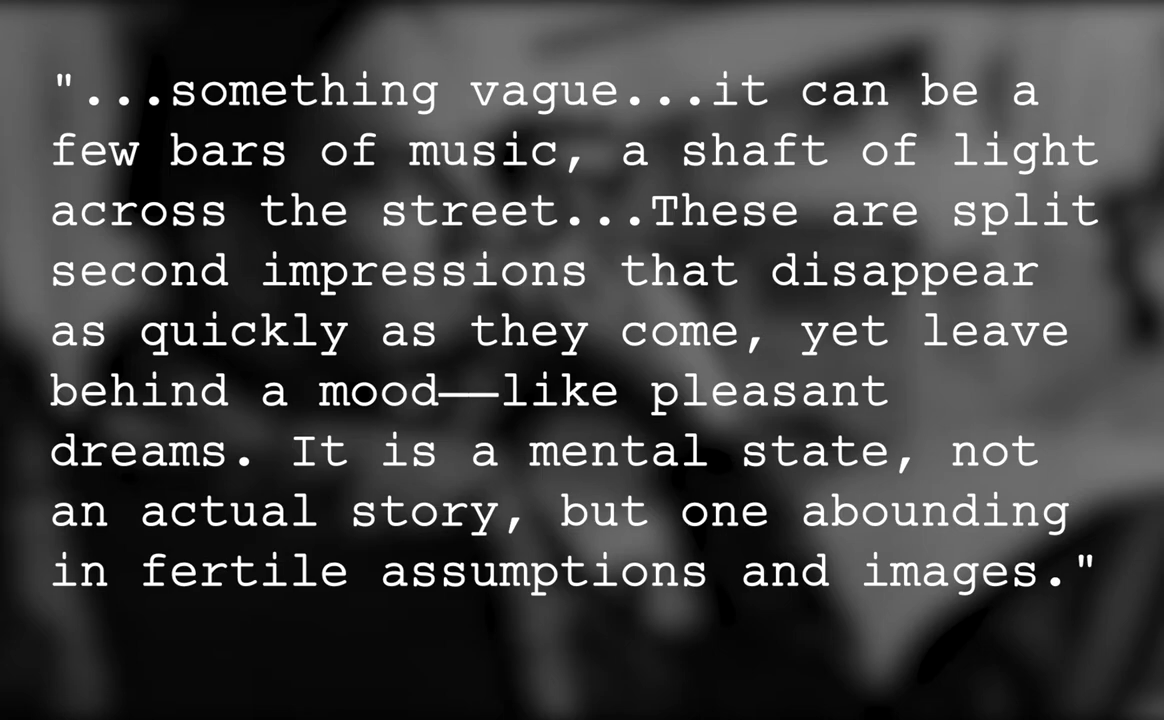 "...something vague...it can be a
few bars of music, a shaft of light
across the street...These are split
second impressions that disappear
as quickly as they come, yet leave
behind a mood——like pleasant
dreams. It is a mental state, not
an actual story, but one abounding
in fertile assumptions and images."